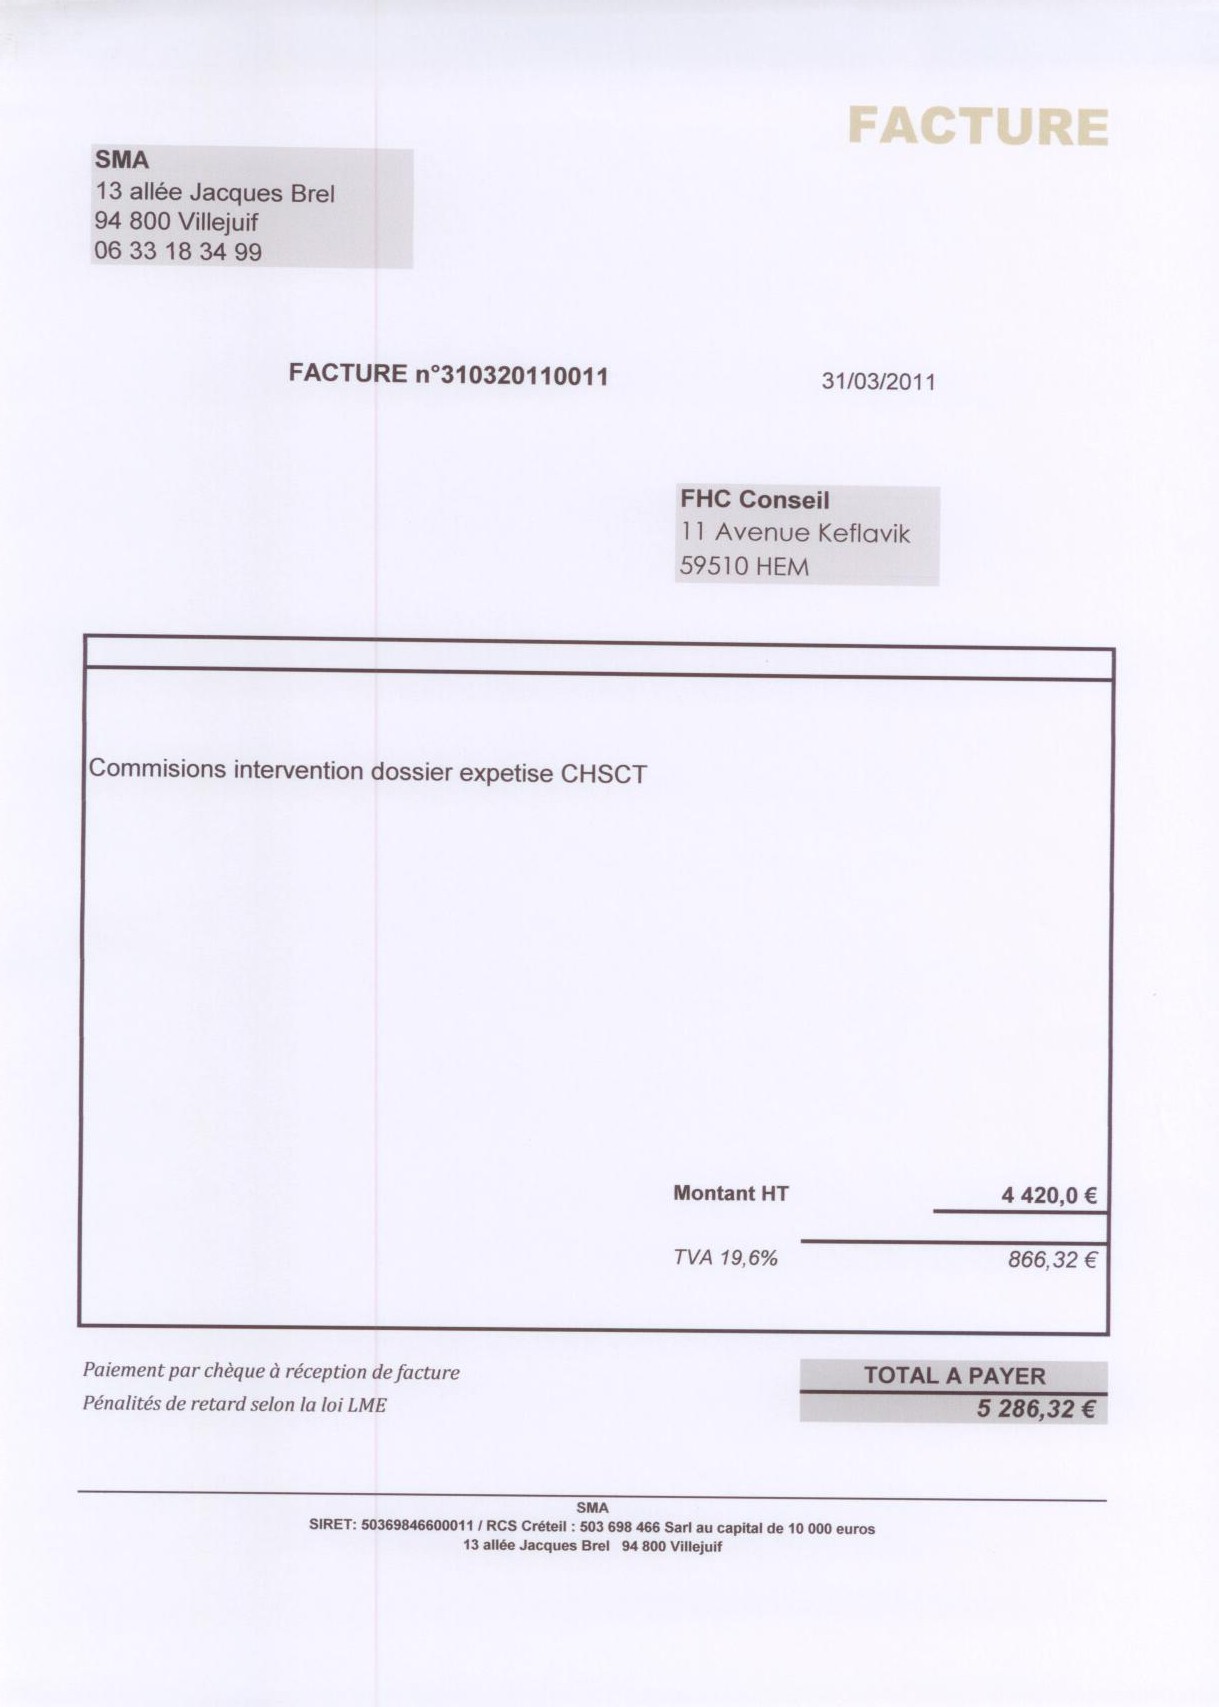 FACTURE
SMA
13 allée Jacques Brel
94 800 Villejuif
06 33 18 34 99
FACTURE n°310320110011
31/03/2011
FHC Conseil
11 Avenue Keflavik
59510 HEM
Commisions intervention dossier expetise CHSCT
Montant HT 4 420,0 €
TVA 19,6% 866,32 €
Paiement par chèque à réception de facture
Pénalités de retard selon la loi LME
TOTAL A PAYER
5 286,32 €
SMA
SIRET: 50369846600011 / RCS Créteil : 503 698 466 Sarl au capital de 10 000 euros
13 allée Jacques Brel 94 800 Villejuif